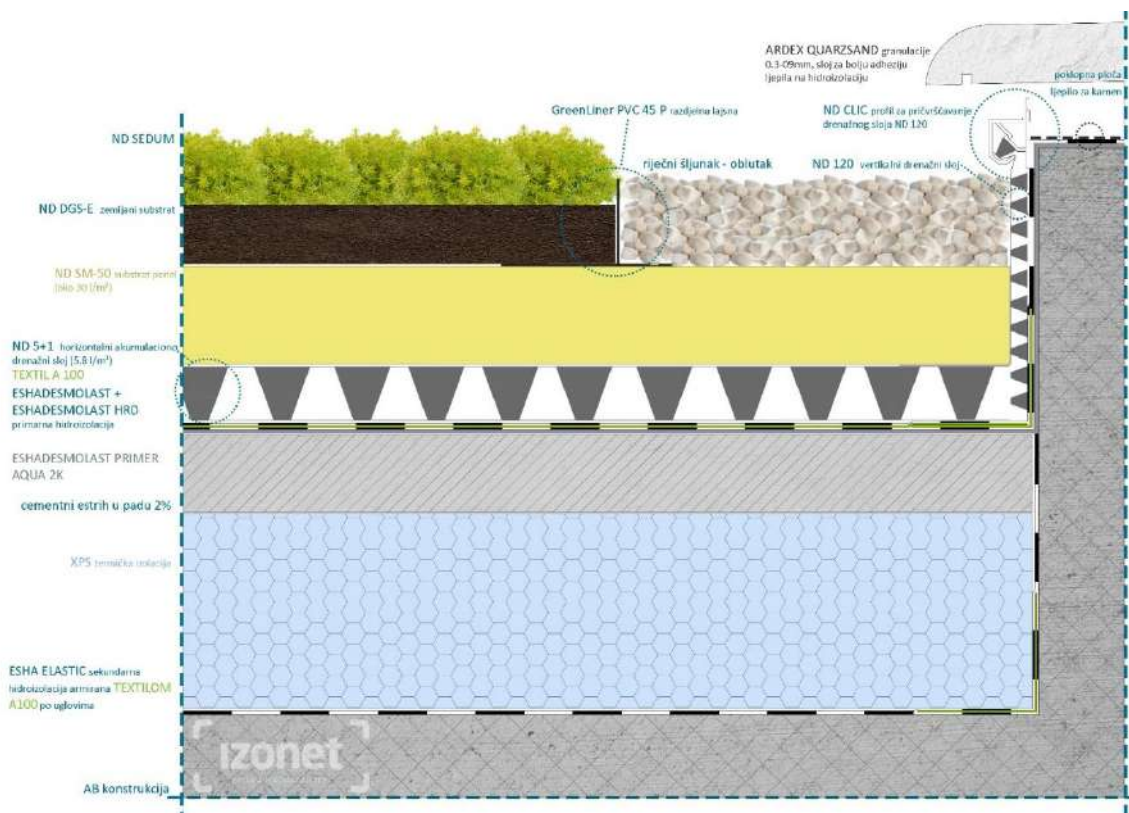 ARDEX QUARZSAND granulacije
0.3-09mm, sloj za bolju adheziju
ljepila na hidroizolaciju
poklopna ploča
ljepilo za kamen
GreenLiner PVC 45 P razdjelna lajsna
ND CLIC profil za pričvršćavanje
drenažnog sloja ND 120
ND SEDUM
riječni šljunak - oblutak
ND 120 vertikalni drenažni sloj
ND DGS-E zemljani substrat
ND SM-50 substrat panel
(oko 30 l/m²)
ND 5+1 horizontalni akumulaciono
drenažni sloj (5.8 l/m²)
TEXTIL A 100
ESHADESMOLAST +
ESHADESMOLAST HRD
primarna hidroizolacija
ESHADESMOLAST PRIMER
AQUA 2K
cementni estrih u padu 2%
XPS termička izolacija
ESHA ELASTIC sekundarna
hidroizolacija armirana TEXTILOM
A100 po uglovima
izonet
AB konstrukcija